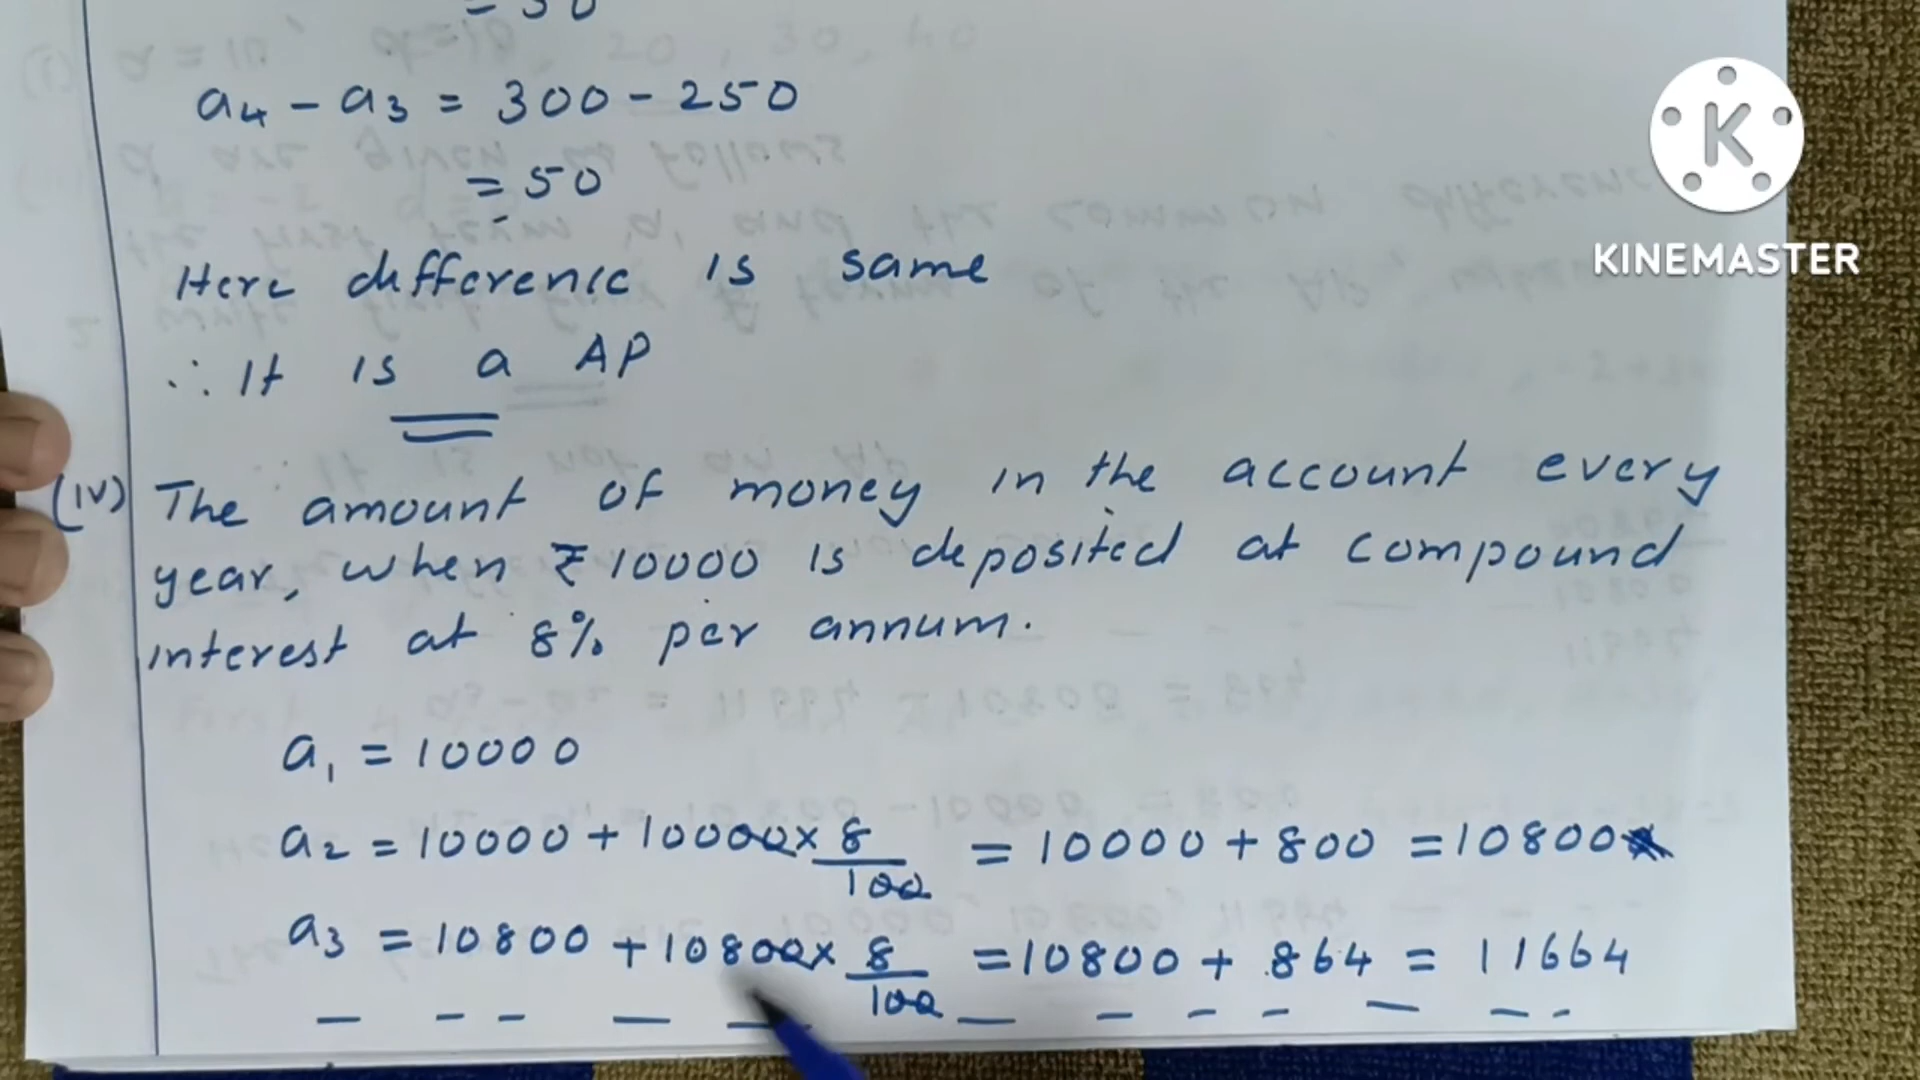 = 50
a4 - a3 = 300 - 250
= 50
Here difference is same
∴ It is a AP
(iv) The amount of money in the account every
year, when ₹ 10000 is deposited at compound
interest at 8% per annum.
a1 = 10000
a2 = 10000 + 10000 x 8/100 = 10000 + 800 = 10800
a3 = 10800 + 10800 x 8/100 = 10800 + 864 = 11664
K
KINEMASTER